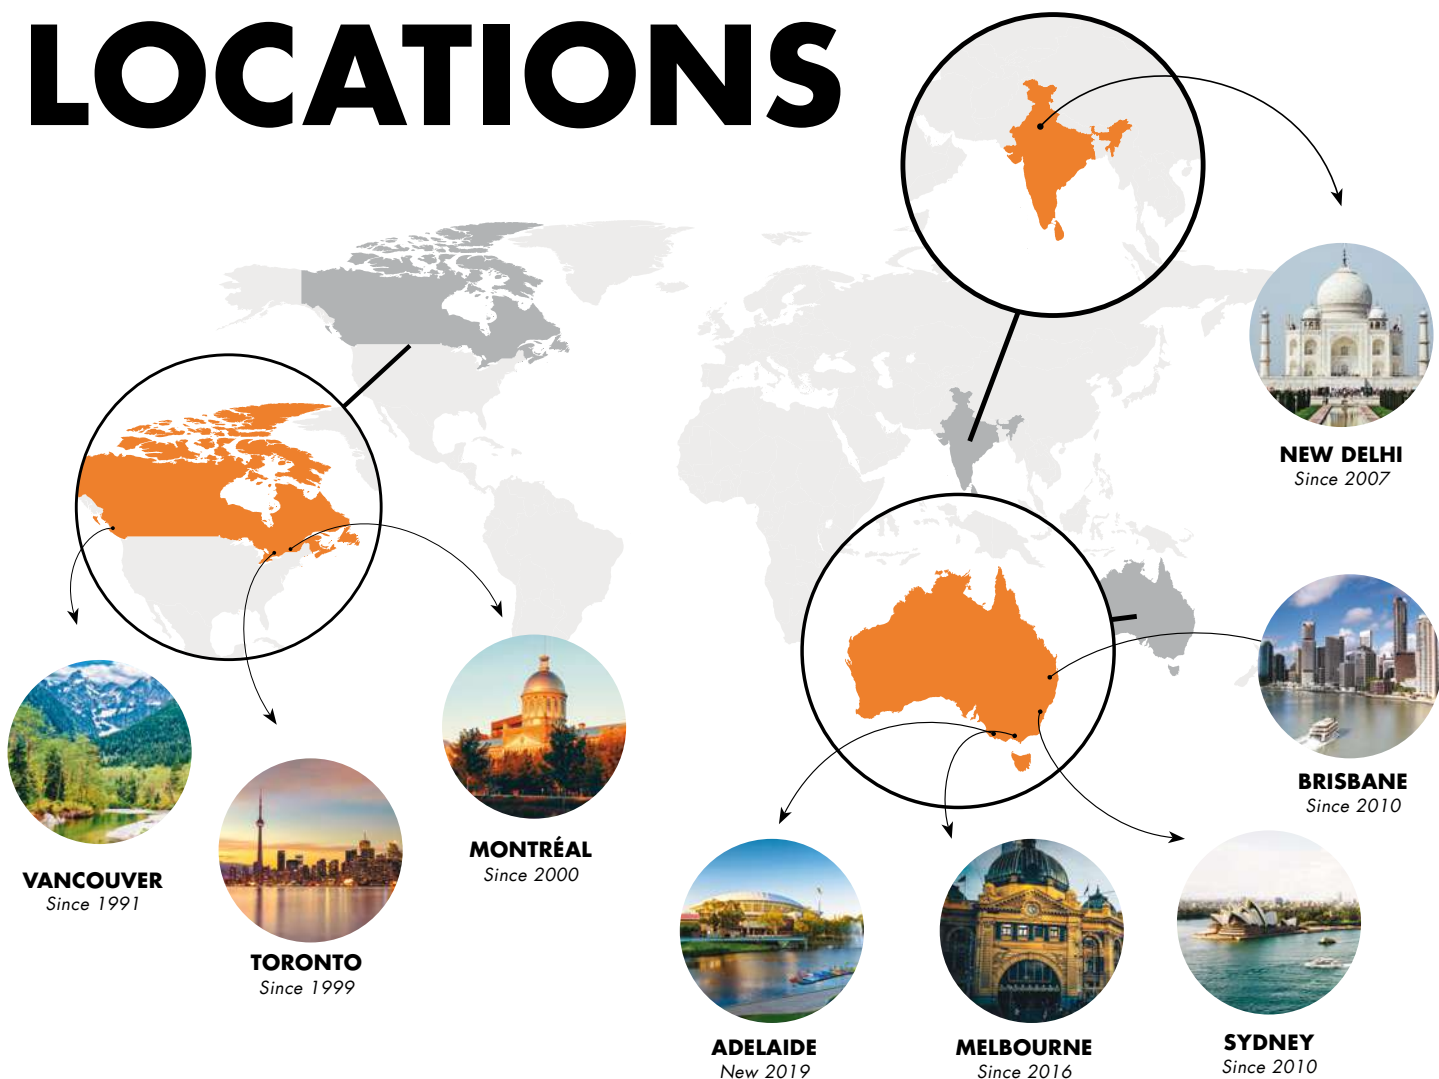 LOCATIONS
NEW DELHI
Since 2007
BRISBANE
Since 2010
MONTRÉAL
Since 2000
VANCOUVER
Since 1991
TORONTO
Since 1999
ADELAIDE
New 2019
MELBOURNE
Since 2016
SYDNEY
Since 2010